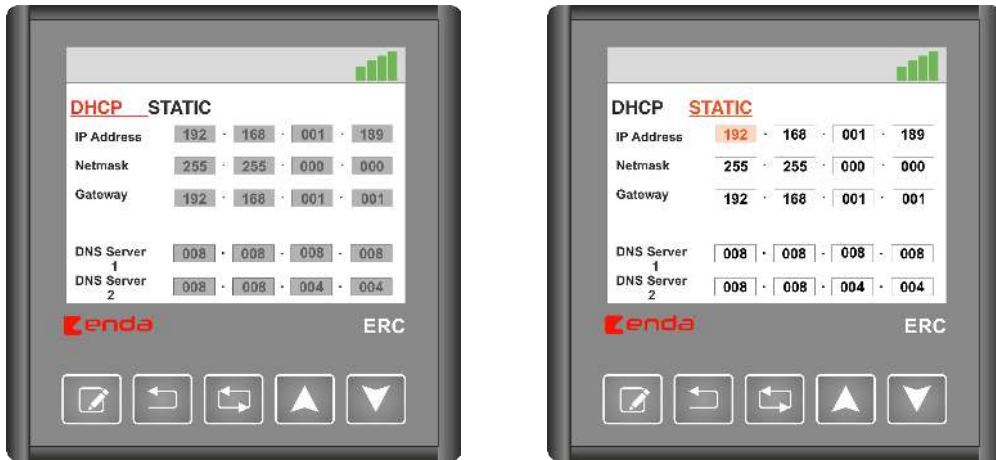 DHCP STATIC
IP Address 192 · 168 · 001 · 189
Netmask 255 · 255 · 000 · 000
Gateway 192 · 168 · 001 · 001
DNS Server 1 008 · 008 · 008 · 008
DNS Server 2 008 · 008 · 004 · 004
enda ERC
DHCP STATIC
IP Address 192 · 168 · 001 · 189
Netmask 255 · 255 · 000 · 000
Gateway 192 · 168 · 001 · 001
DNS Server 1 008 · 008 · 008 · 008
DNS Server 2 008 · 008 · 004 · 004
enda ERC